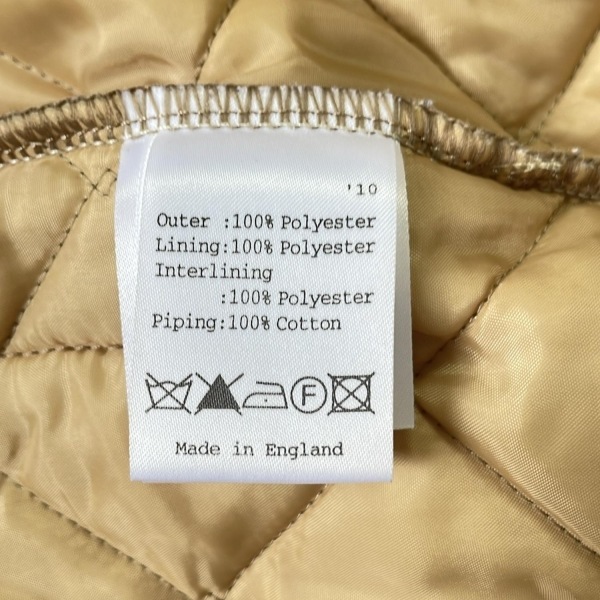 '10
Outer :100% Polyester
Lining:100% Polyester
Interlining
:100% Polyester
Piping:100% Cotton
F
Made in England